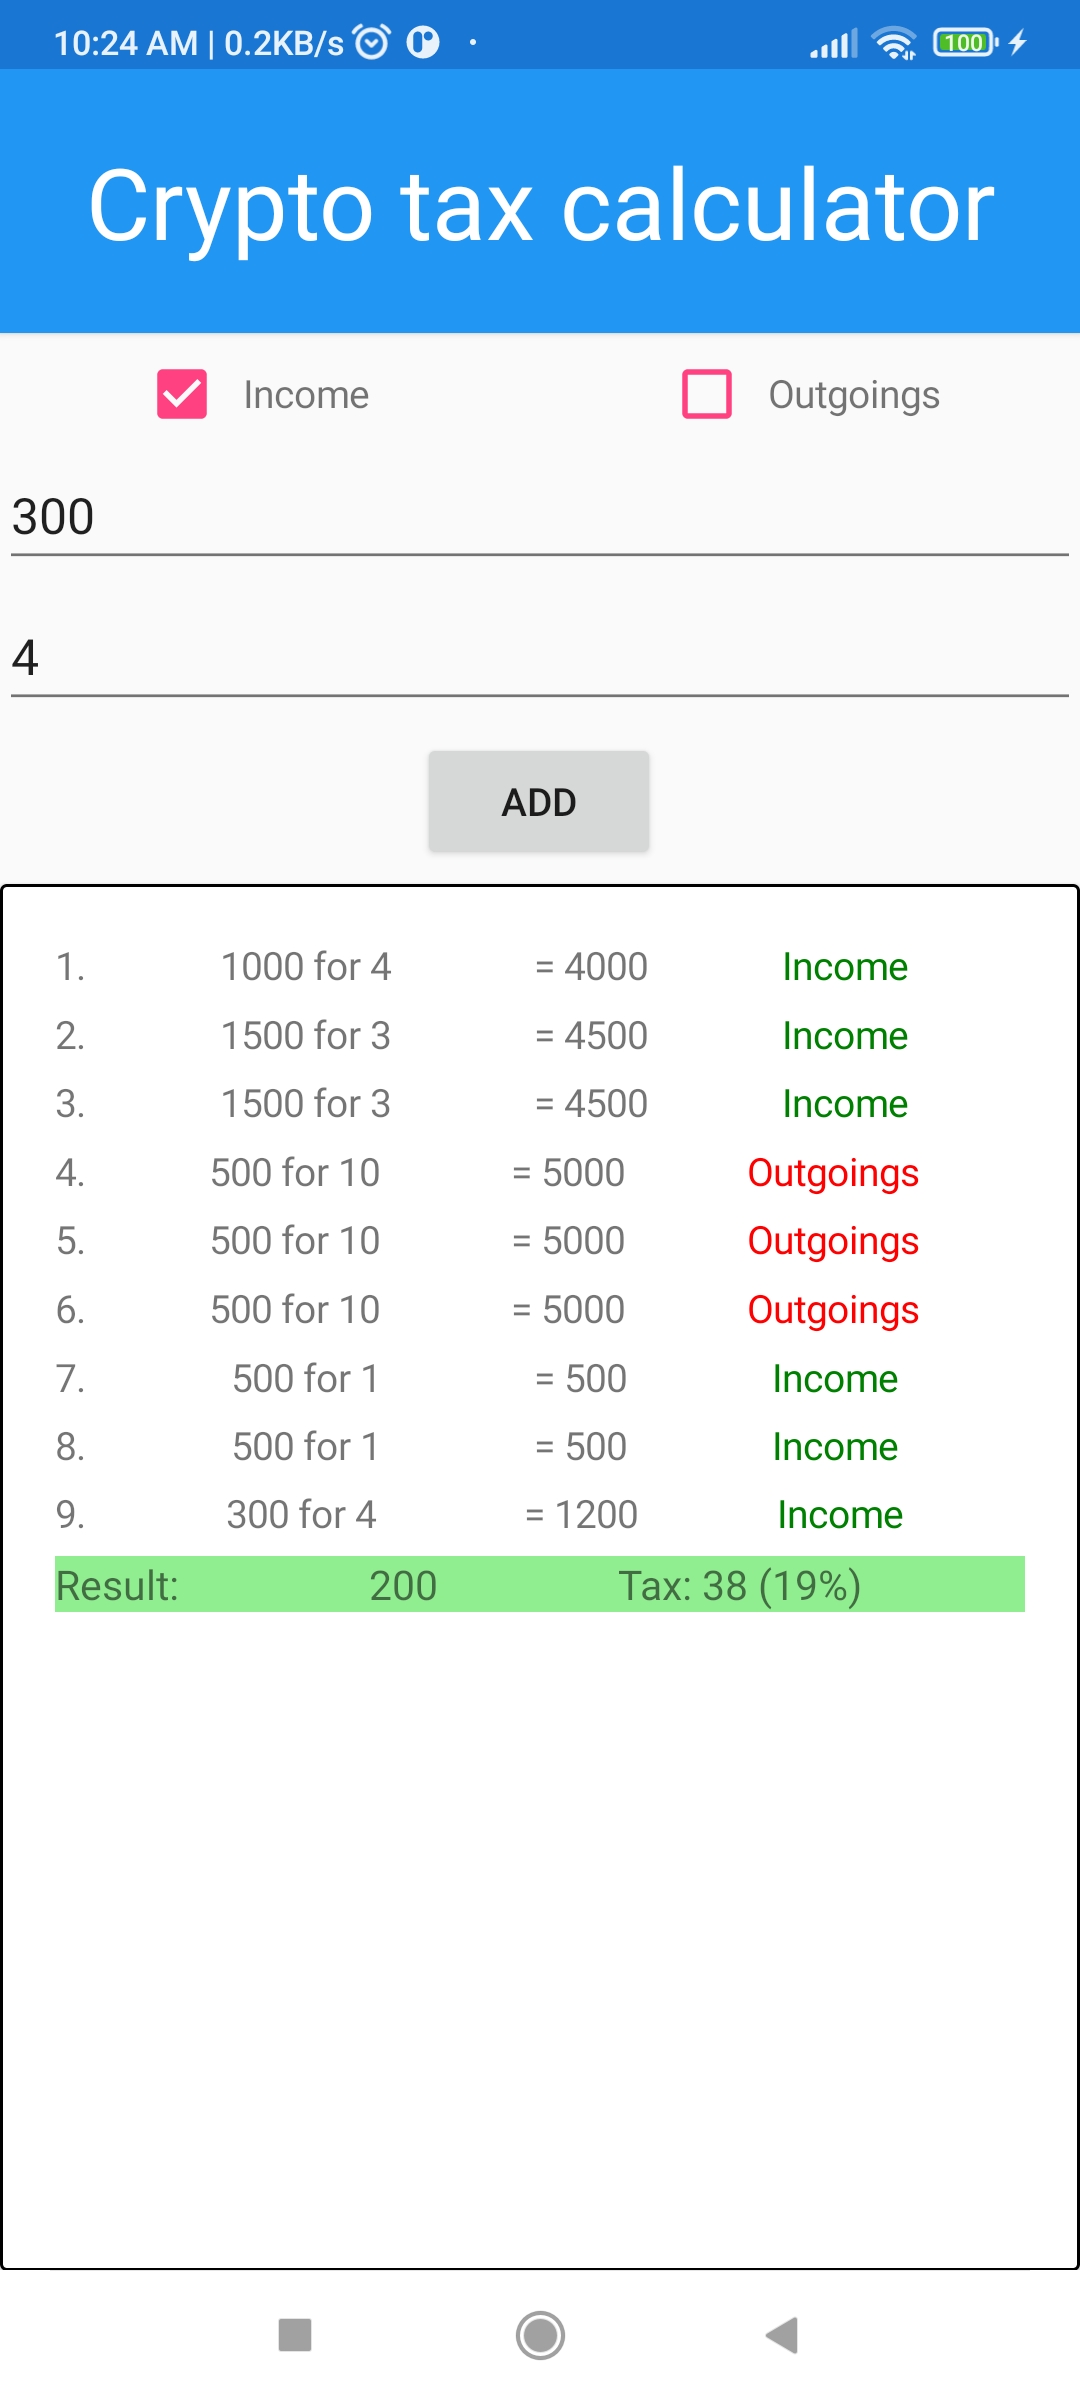 10:24 AM | 0.2KB/s 100
Crypto tax calculator
Income Outgoings
300
4
ADD
1. 1000 for 4 = 4000 Income
2. 1500 for 3 = 4500 Income
3. 1500 for 3 = 4500 Income
4. 500 for 10 = 5000 Outgoings
5. 500 for 10 = 5000 Outgoings
6. 500 for 10 = 5000 Outgoings
7. 500 for 1 = 500 Income
8. 500 for 1 = 500 Income
9. 300 for 4 = 1200 Income
Result: 200 Tax: 38 (19%)